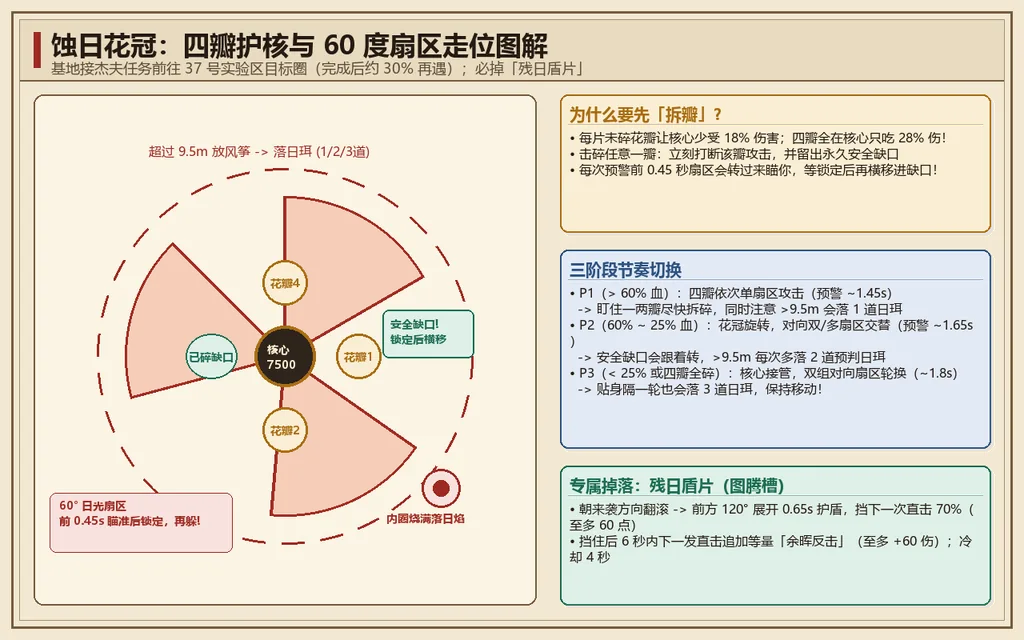 蚀日花冠：四瓣护核与 60 度扇区走位图解
基地接杰夫任务前往 37 号实验区目标圈（完成后约 30% 再遇）；必掉「残日盾片」
超过 9.5m 放风筝 -> 落日珥 (1/2/3道)
花瓣4
安全缺口!
锁定后横移
已碎缺口
核心
7500
花瓣1
花瓣2
60° 日光扇区
前 0.45s 瞄准后锁定，再躲!
内圈烧满落日焰
为什么要先「拆瓣」?
• 每片未碎花瓣让核心少受 18% 伤害；四瓣全在核心只吃 28% 伤!
• 击碎任意一瓣：立刻打断该瓣攻击，并留出永久安全缺口
• 每次预警前 0.45 秒扇区会转过来瞄你，等锁定后再横移进缺口!
三阶段节奏切换
• P1（> 60% 血）：四瓣依次单扇区攻击（预警 ~1.45s）
-> 盯住一两瓣尽快拆碎，同时注意 >9.5m 会落 1 道日珥
• P2（60% ~ 25% 血）：花冠旋转，对向双/多扇区交替（预警 ~1.65s
）
-> 安全缺口会跟着转，>9.5m 每次多落 2 道预判日珥
• P3（< 25% 或四瓣全碎）：核心接管，双组对向扇区轮换（~1.8s）
-> 贴身隔一轮也会落 3 道日珥，保持移动!
专属掉落：残日盾片（图腾槽）
• 朝来袭方向翻滚 -> 前方 120° 展开 0.65s 护盾，挡下一次直击 70%（
至多 60 点）
• 挡住后 6 秒内下一发直击追加等量「余晖反击」（至多 +60 伤）；冷
却 4 秒